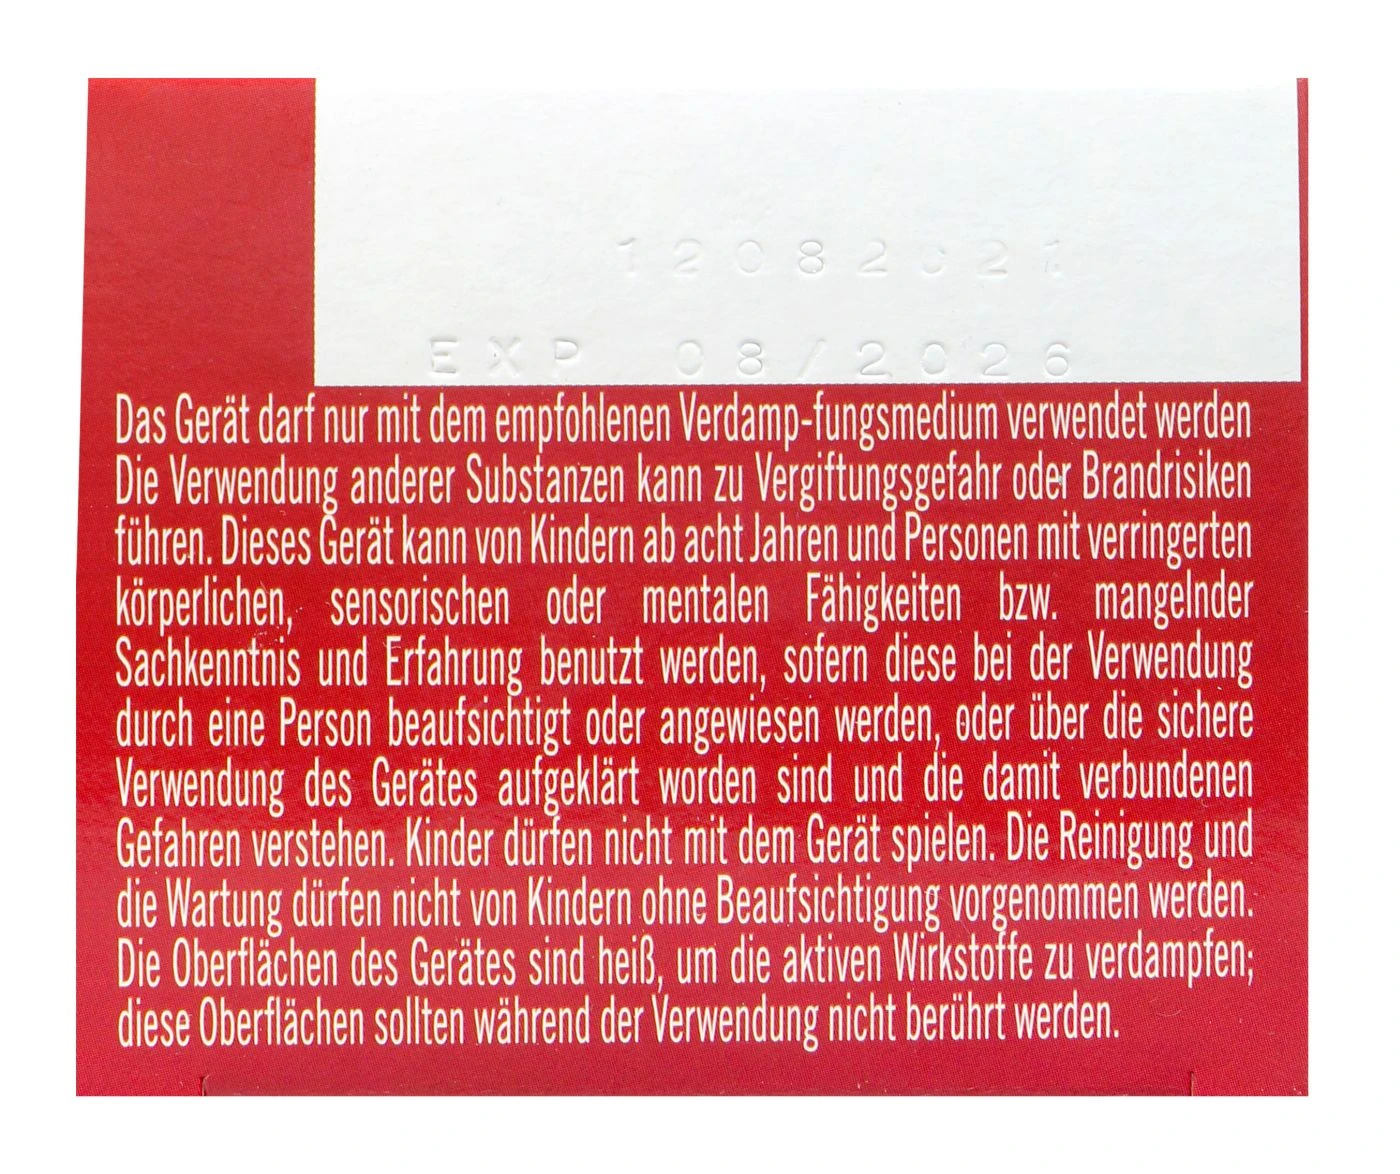 12082021
EXP 08/2026
Das Gerät darf nur mit dem empfohlenen Verdamp-fungsmedium verwendet werden
Die Verwendung anderer Substanzen kann zu Vergiftungsgefahr oder Brandrisiken
führen. Dieses Gerät kann von Kindern ab acht Jahren und Personen mit verringerten
körperlichen, sensorischen oder mentalen Fähigkeiten bzw. mangelnder
Sachkenntnis und Erfahrung benutzt werden, sofern diese bei der Verwendung
durch eine Person beaufsichtigt oder angewiesen werden, oder über die sichere
Verwendung des Gerätes aufgeklärt worden sind und die damit verbundenen
Gefahren verstehen. Kinder dürfen nicht mit dem Gerät spielen. Die Reinigung und
die Wartung dürfen nicht von Kindern ohne Beaufsichtigung vorgenommen werden.
Die Oberflächen des Gerätes sind heiß, um die aktiven Wirkstoffe zu verdampfen;
diese Oberflächen sollten während der Verwendung nicht berührt werden.